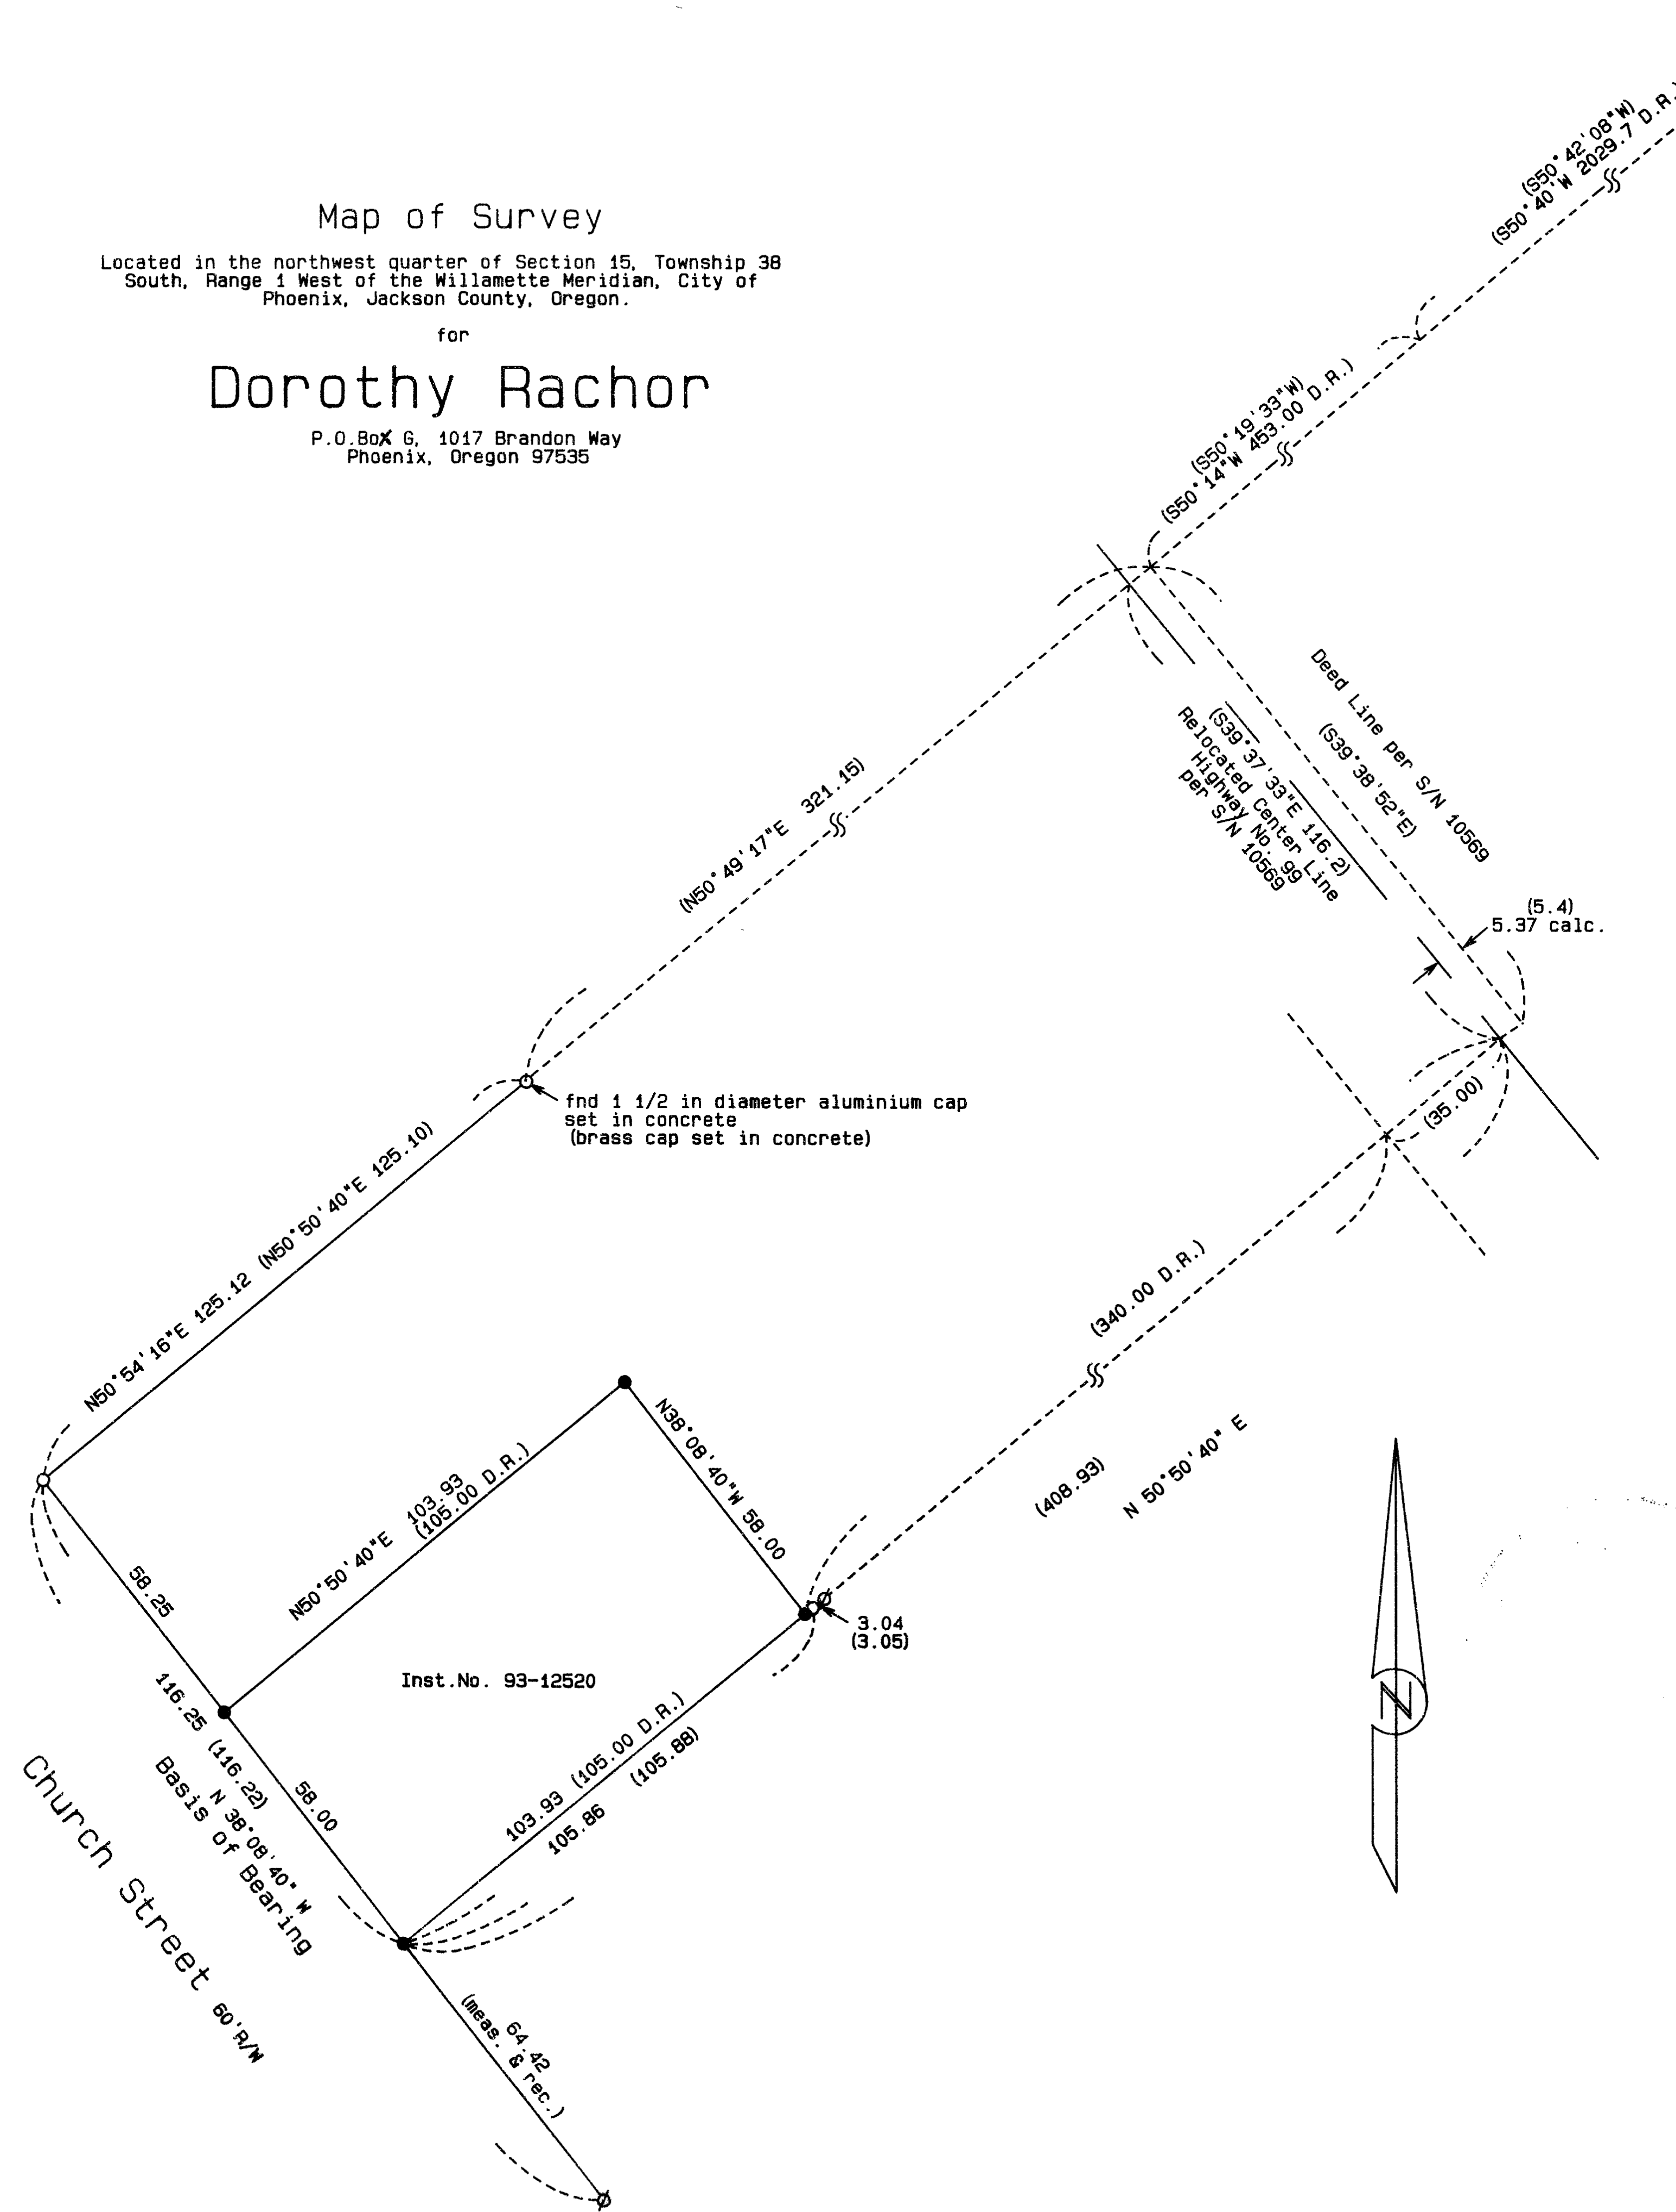 Map of Survey
Located in the northwest quarter of Section 15, Township 38
South, Range 1 West of the Willamette Meridian, City of
Phoenix, Jackson County, Oregon.
for
Dorothy Rachor
P.O.Box G, 1017 Brandon Way
Phoenix, Oregon 97535
(S50°42'08"W)
(S50°40'W 2029.7 D.R.)
(S50°19'33"W)
(S50°14"W 453.00 D.R.)
Deed Line per S/N 10569
(S39°38'52"E)
(S39°37'33"E 116.2)
Relocated Center Line
Highway No. 99
per S/N 10569
(N50°49'17"E 321.15)
(5.4)
5.37 calc.
(35.00)
fnd 1 1/2 in diameter aluminium cap
set in concrete
(brass cap set in concrete)
N50°54'16"E 125.12 (N50°50'40"E 125.10)
(340.00 D.R.)
N38°08'40"W 58.00
N50°50'40"E 103.93
(105.00 D.R.)
(408.93)
N 50°50'40" E
58.25
3.04
(3.05)
Inst.No. 93-12520
116.25 (116.22)
N 38°08'40" W
Basis of Bearing
58.00
103.93 (105.00 D.R.)
105.86 (105.88)
Church Street 60'R/W
64.42
(meas. & rec.)
N